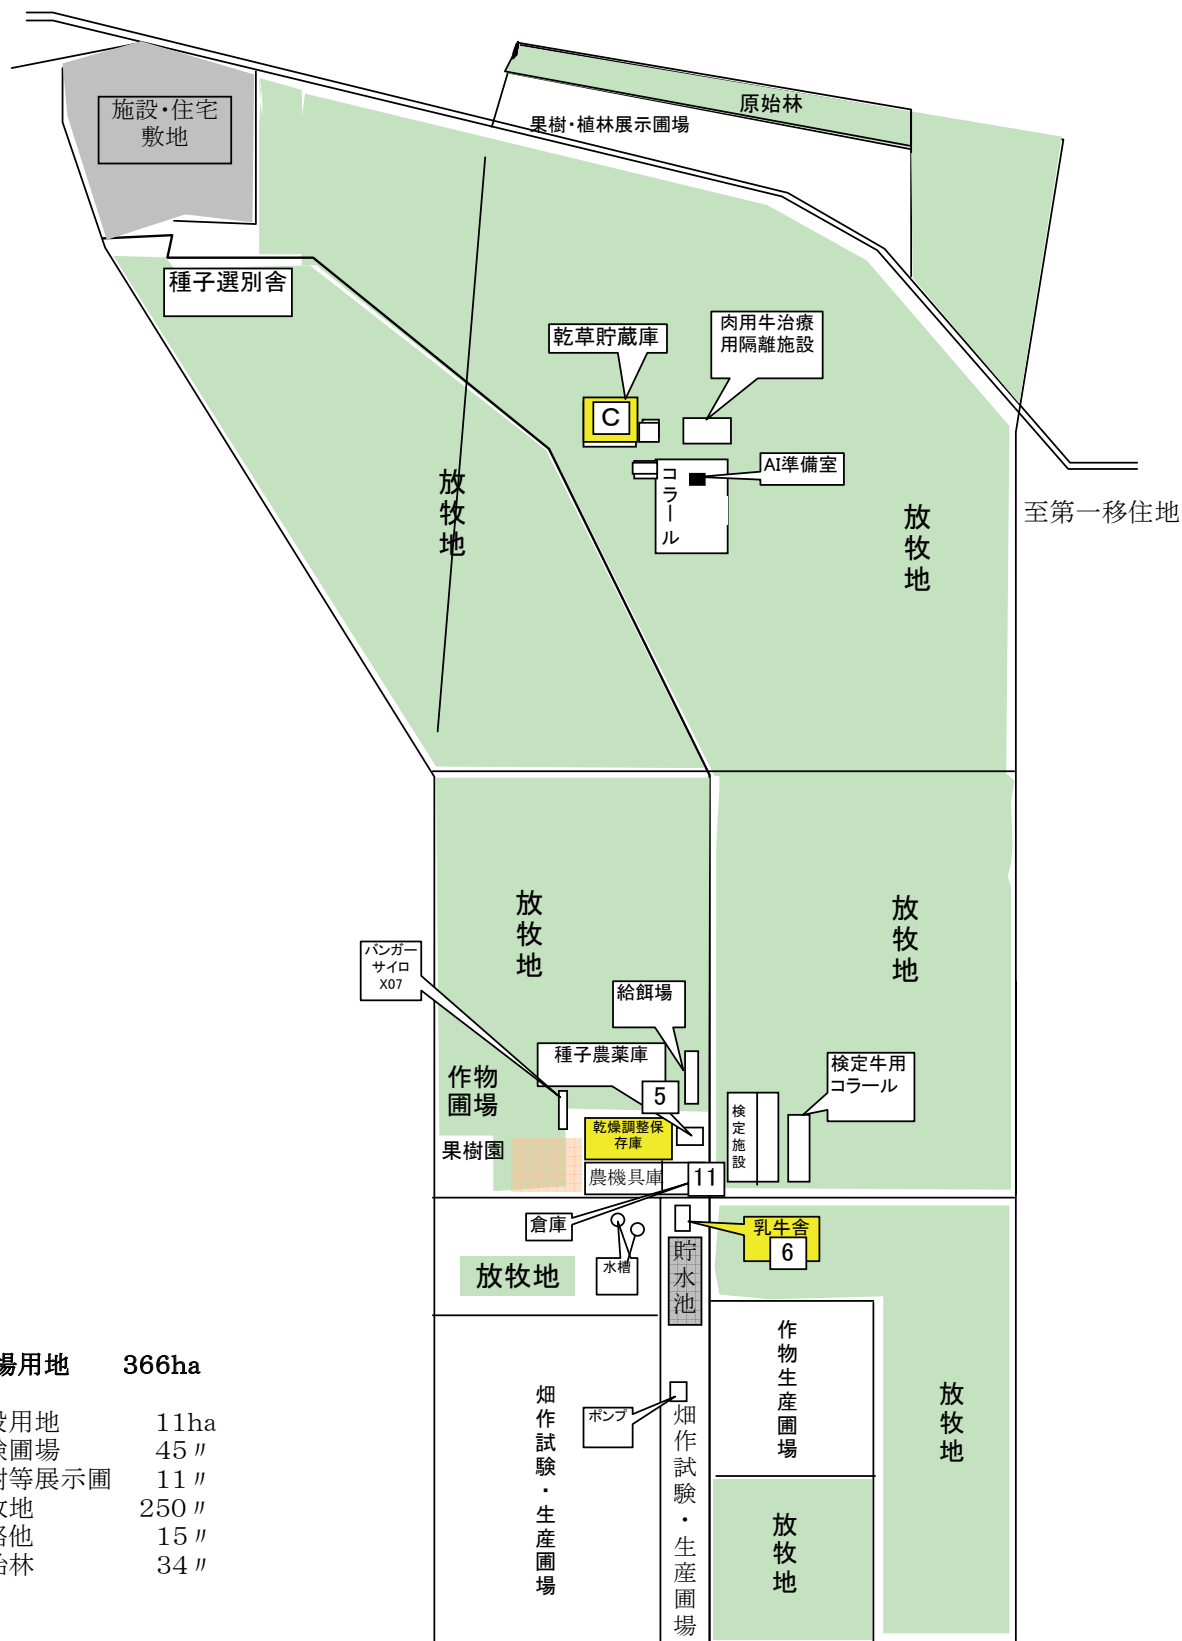 施設・住宅
敷地
原始林
果樹・植林展示圃場
種子選別舎
乾草貯蔵庫
肉用牛治療
用隔離施設
C
AI準備室
コラール
放牧地
放牧地
至第一移住地
放牧地
放牧地
バンガー
サイロ
X07
給餌場
種子農薬庫
5
検定牛用
コラール
作物
圃場
検定施設
乾燥調整保
存庫
果樹園
農機具庫
11
倉庫
乳牛舎
6
水槽
放牧地
貯水池
作物生産圃場
場用地 366ha
用地 11ha
圃場 45〃
等展示圃 11〃
地 250〃
他 15〃
林 34〃
畑作試験・生産圃場
ポンプ
畑作試験・生産圃場
放牧地
放牧地